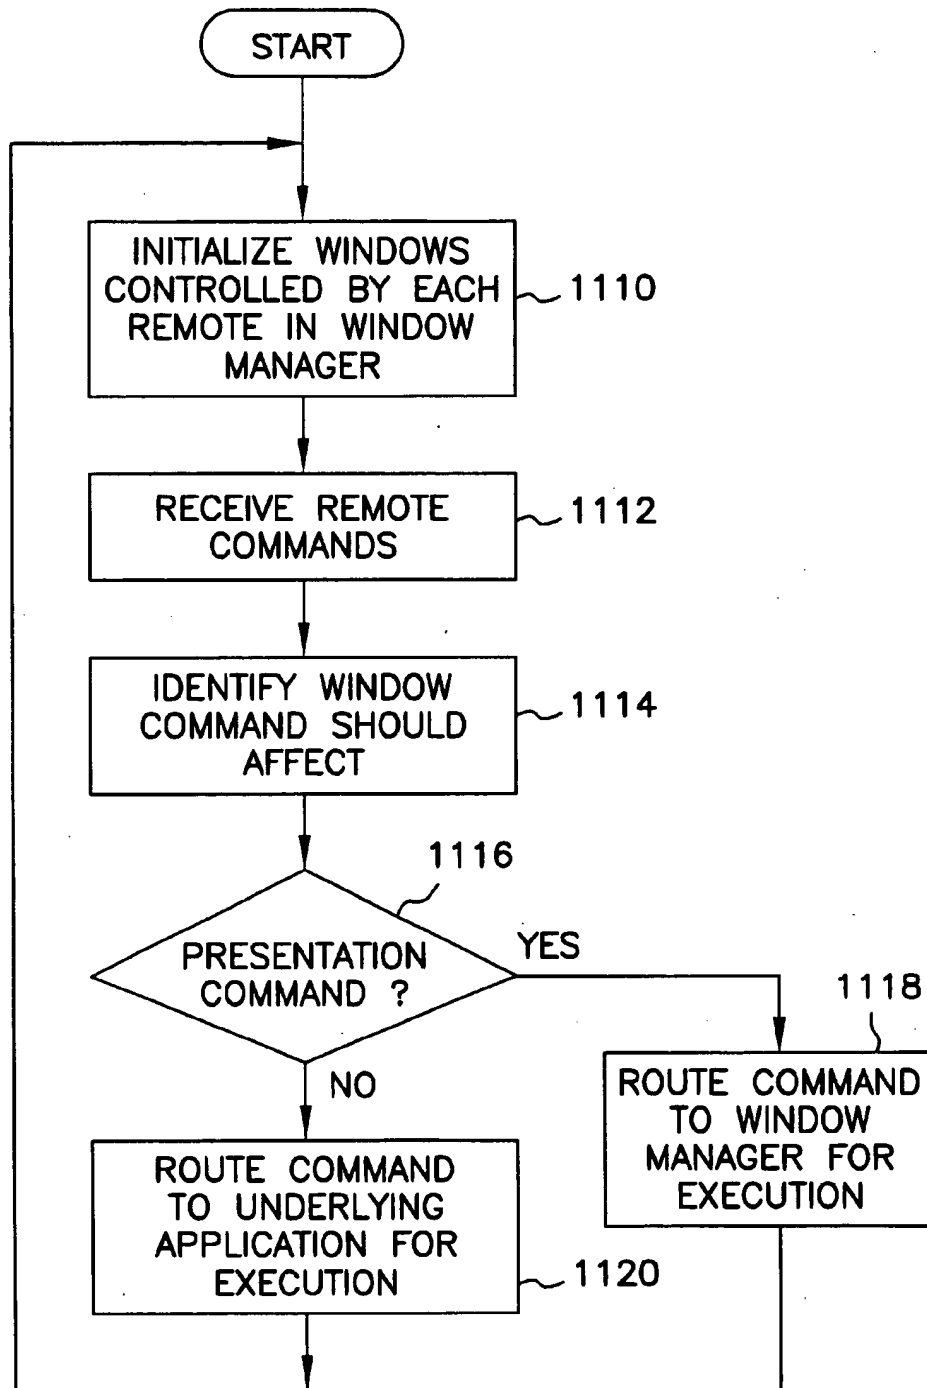 START
INITIALIZE WINDOWS
CONTROLLED BY EACH
REMOTE IN WINDOW
MANAGER
1110
RECEIVE REMOTE
COMMANDS
1112
IDENTIFY WINDOW
COMMAND SHOULD
AFFECT
1114
1116
PRESENTATION
COMMAND ?
YES
NO
1118
ROUTE COMMAND
TO WINDOW
MANAGER FOR
EXECUTION
ROUTE COMMAND
TO UNDERLYING
APPLICATION FOR
EXECUTION
1120